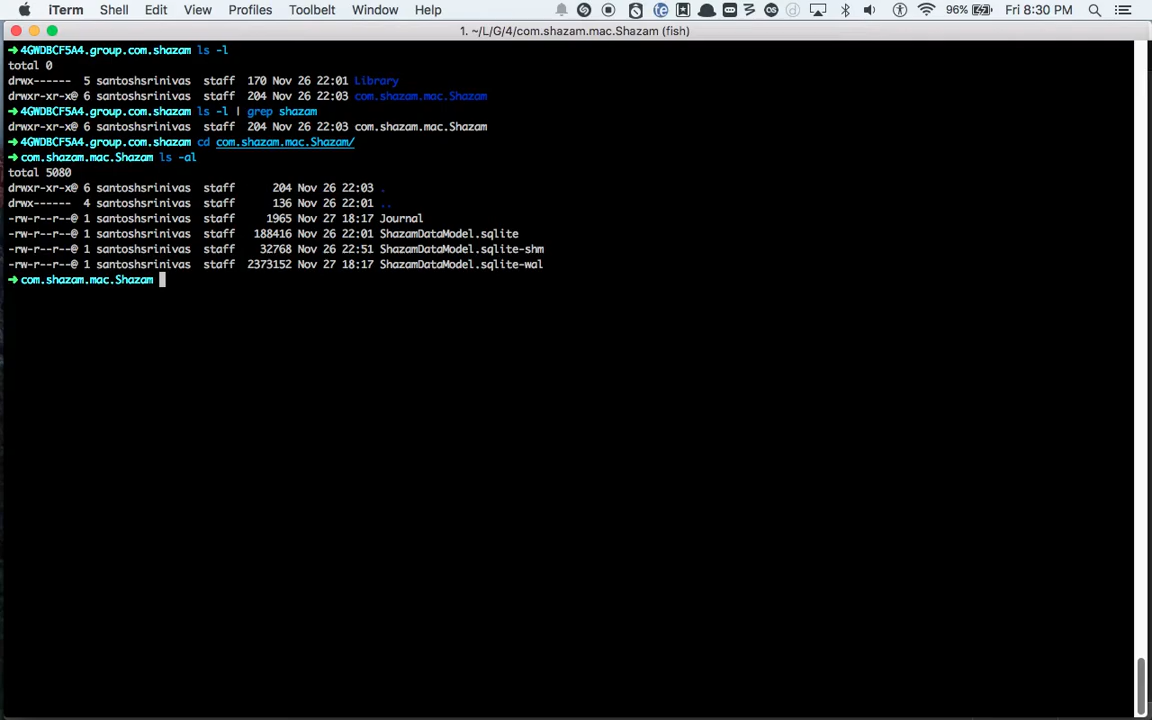 iTerm Shell Edit View Profiles Toolbelt Window Help 96% Fri 8:30 PM
1. ~/L/G/4/com.shazam.mac.Shazam (fish)
➜4GWDBCF5A4.group.com.shazam ls -l
total 0
drwx------ 5 santoshsrinivas staff 170 Nov 26 22:01 Library
drwxr-xr-x@ 6 santoshsrinivas staff 204 Nov 26 22:03 com.shazam.mac.Shazam
➜4GWDBCF5A4.group.com.shazam ls -l | grep shazam
drwxr-xr-x@ 6 santoshsrinivas staff 204 Nov 26 22:03 com.shazam.mac.Shazam
➜4GWDBCF5A4.group.com.shazam cd com.shazam.mac.Shazam/
➜com.shazam.mac.Shazam ls -al
total 5080
drwxr-xr-x@ 6 santoshsrinivas staff 204 Nov 26 22:03 .
drwx------ 4 santoshsrinivas staff 136 Nov 26 22:01 ..
-rw-r--r--@ 1 santoshsrinivas staff 1965 Nov 27 18:17 Journal
-rw-r--r--@ 1 santoshsrinivas staff 188416 Nov 26 22:01 ShazamDataModel.sqlite
-rw-r--r--@ 1 santoshsrinivas staff 32768 Nov 26 22:51 ShazamDataModel.sqlite-shm
-rw-r--r--@ 1 santoshsrinivas staff 2373152 Nov 27 18:17 ShazamDataModel.sqlite-wal
➜com.shazam.mac.Shazam